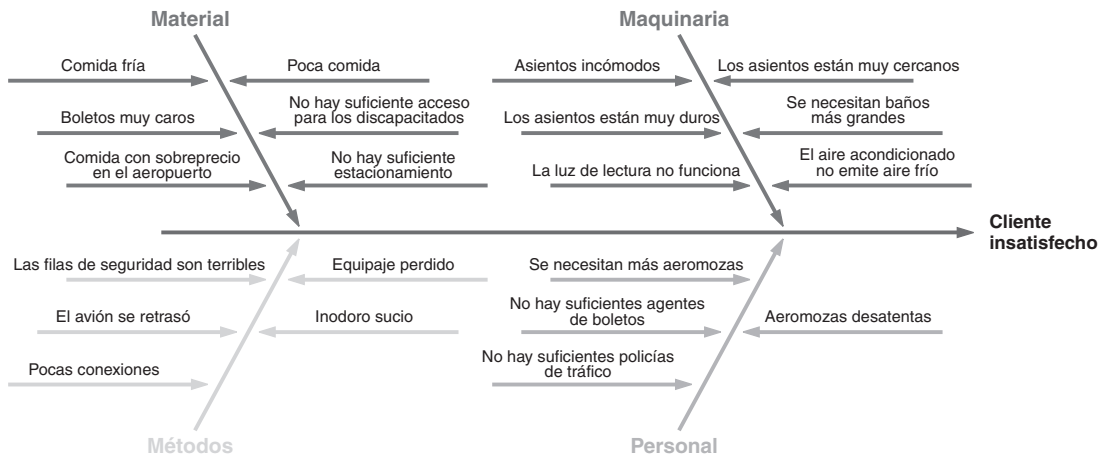 Material
Maquinaria
Comida fría
Poca comida
Asientos incómodos
Los asientos están muy cercanos
Boletos muy caros
No hay suficiente acceso
para los discapacitados
Los asientos están muy duros
Se necesitan baños
más grandes
Comida con sobreprecio
en el aeropuerto
No hay suficiente
estacionamiento
La luz de lectura no funciona
El aire acondicionado
no emite aire frío
Cliente
insatisfecho
Las filas de seguridad son terribles
Equipaje perdido
Se necesitan más aeromozas
El avión se retrasó
Inodoro sucio
No hay suficientes agentes
de boletos
Aeromozas desatentas
Pocas conexiones
No hay suficientes policías
de tráfico
Métodos
Personal